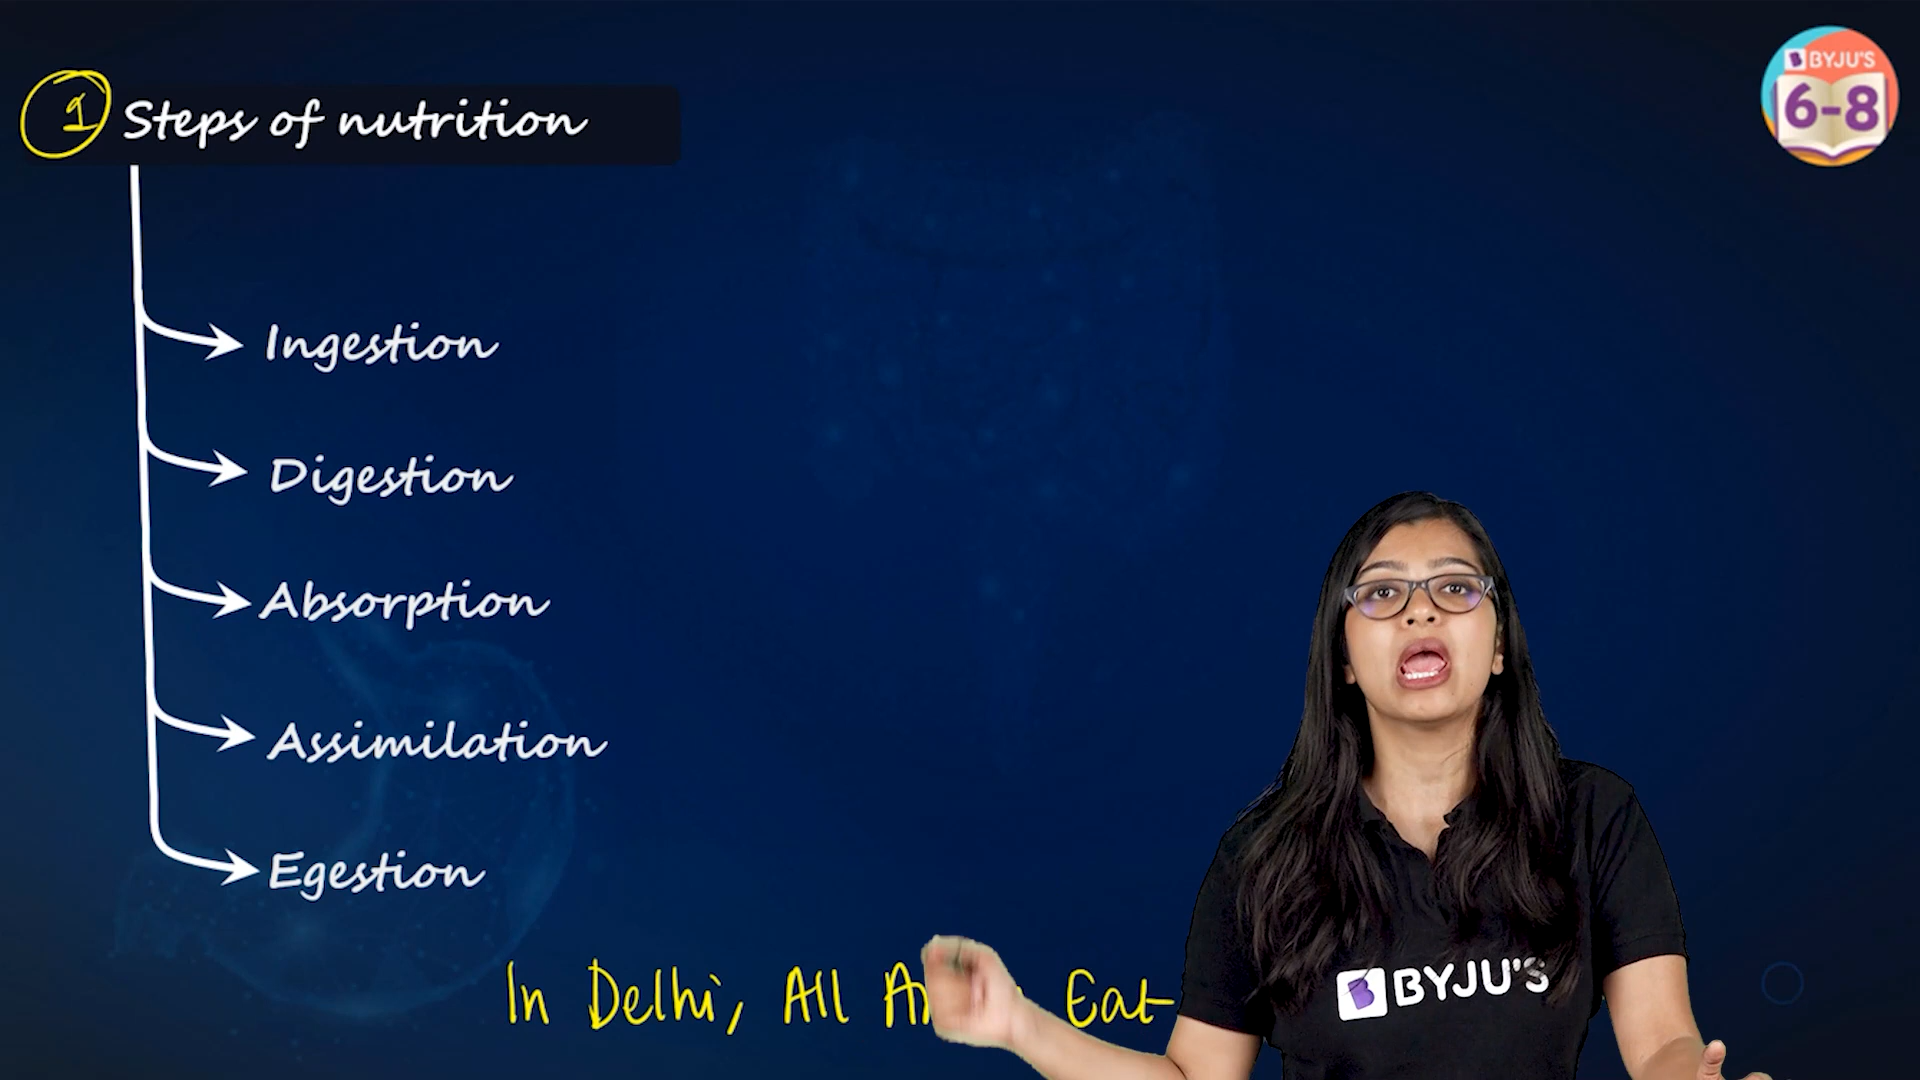 BYJU'S
6-8
1 Steps of nutrition
Ingestion
Digestion
Absorption
Assimilation
Egestion
In Delhi, All Eat
BYJU'S